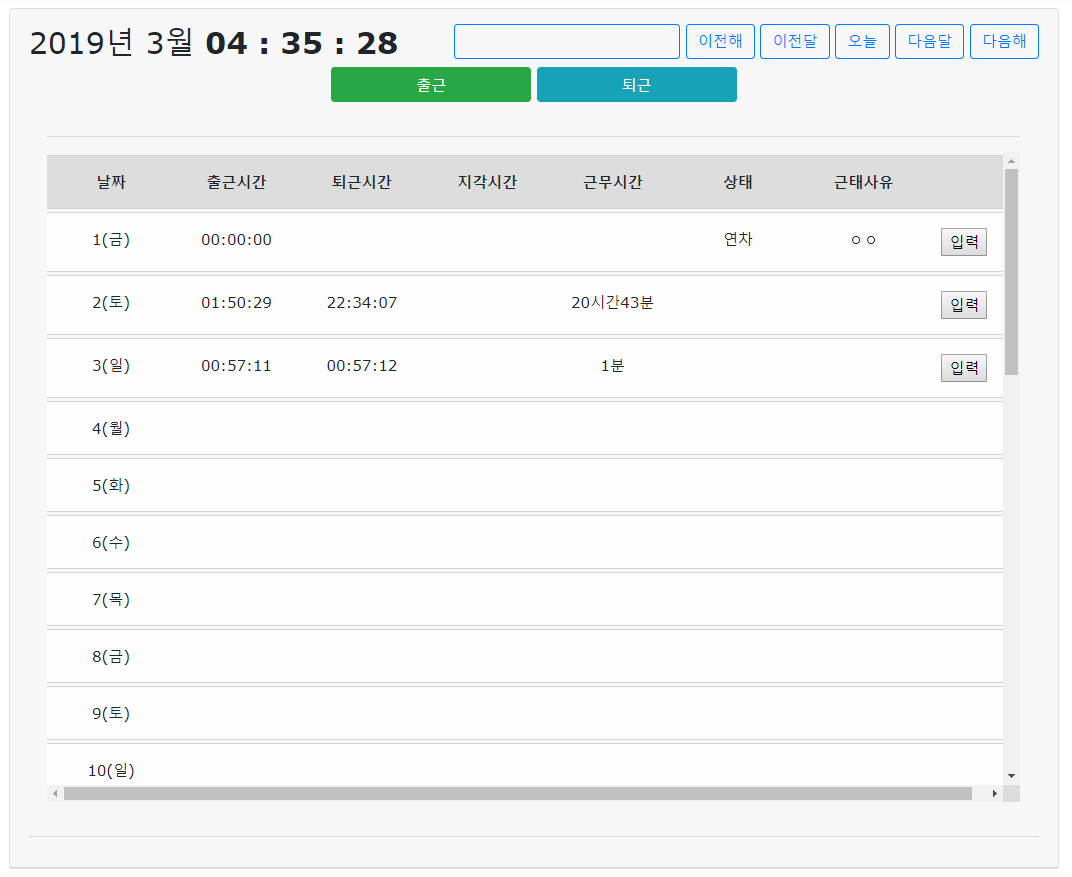 2019년 3월 04 : 35 : 28 이전해 이전달 오늘 다음달 다음해
출근 퇴근
날짜 출근시간 퇴근시간 지각시간 근무시간 상태 근태사유
1(금) 00:00:00 연차 ㅇㅇ 입력
2(토) 01:50:29 22:34:07 20시간43분 입력
3(일) 00:57:11 00:57:12 1분 입력
4(월)
5(화)
6(수)
7(목)
8(금)
9(토)
10(일)